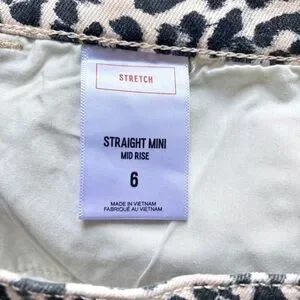 STRETCH
STRAIGHT MINI
MID RISE
6
MADE IN VIETNAM
FABRIQUÉ AU VIETNAM